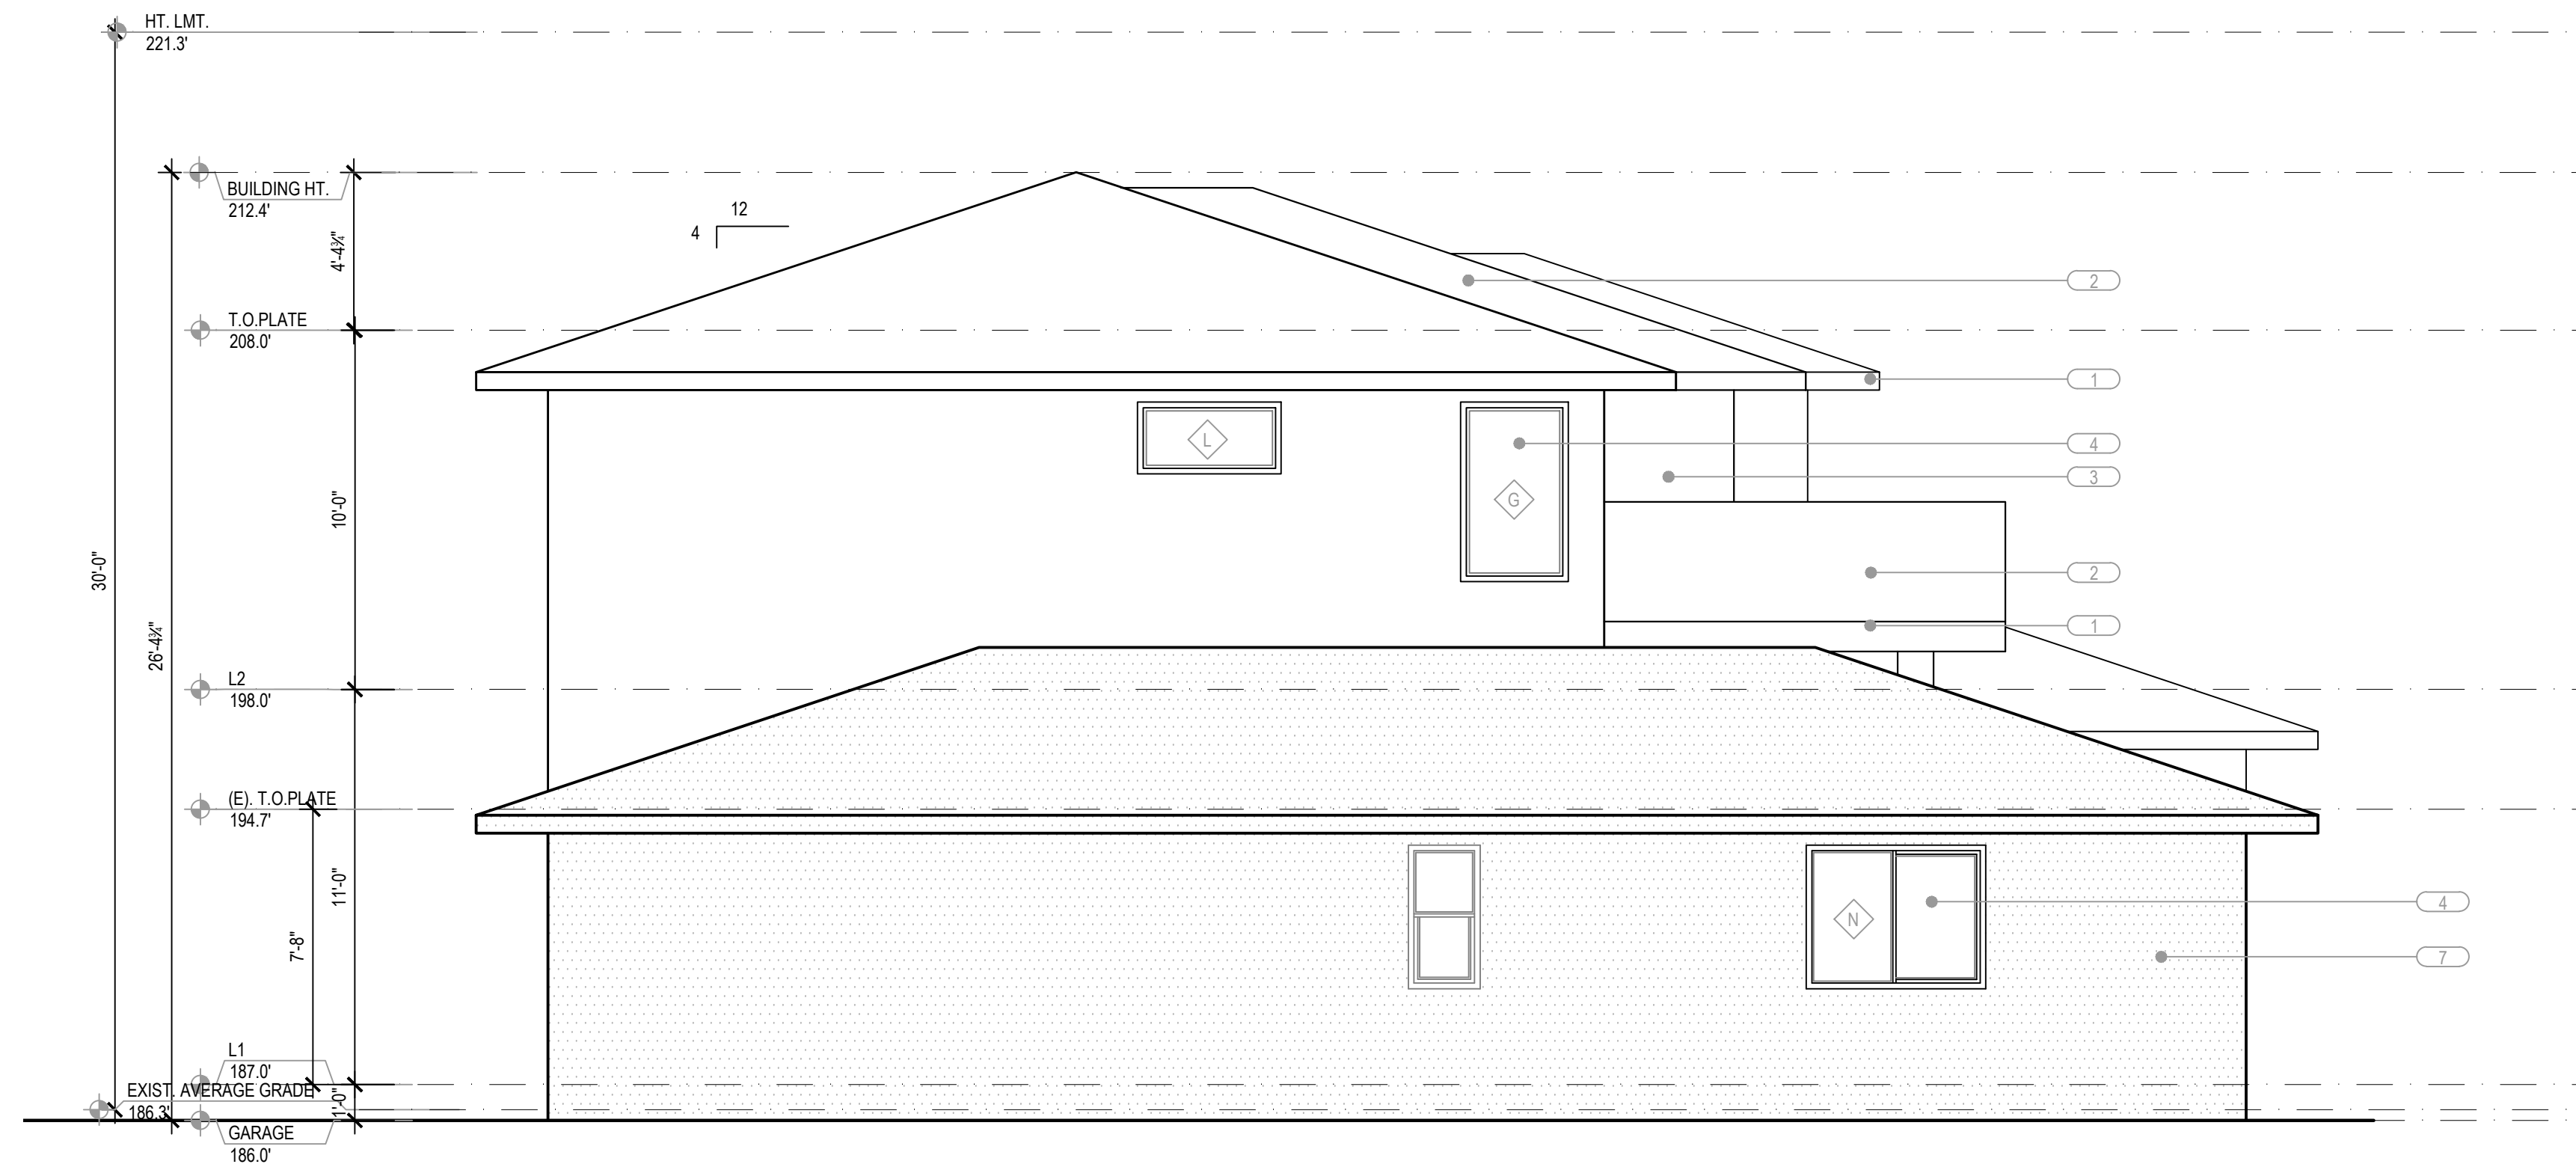 HT. LMT.
221.3'
BUILDING HT.
212.4'
4'-4¾"
12
4
2
T.O.PLATE
208.0'
1
L
4
G
3
10'-0"
30'-0"
2
26'-4¾"
1
L2
198.0'
(E). T.O.PLATE
194.7'
11'-0"
7'-8"
N
4
7
L1
187.0'
EXIST. AVERAGE GRADE
186.3'
1'-0"
GARAGE
186.0'